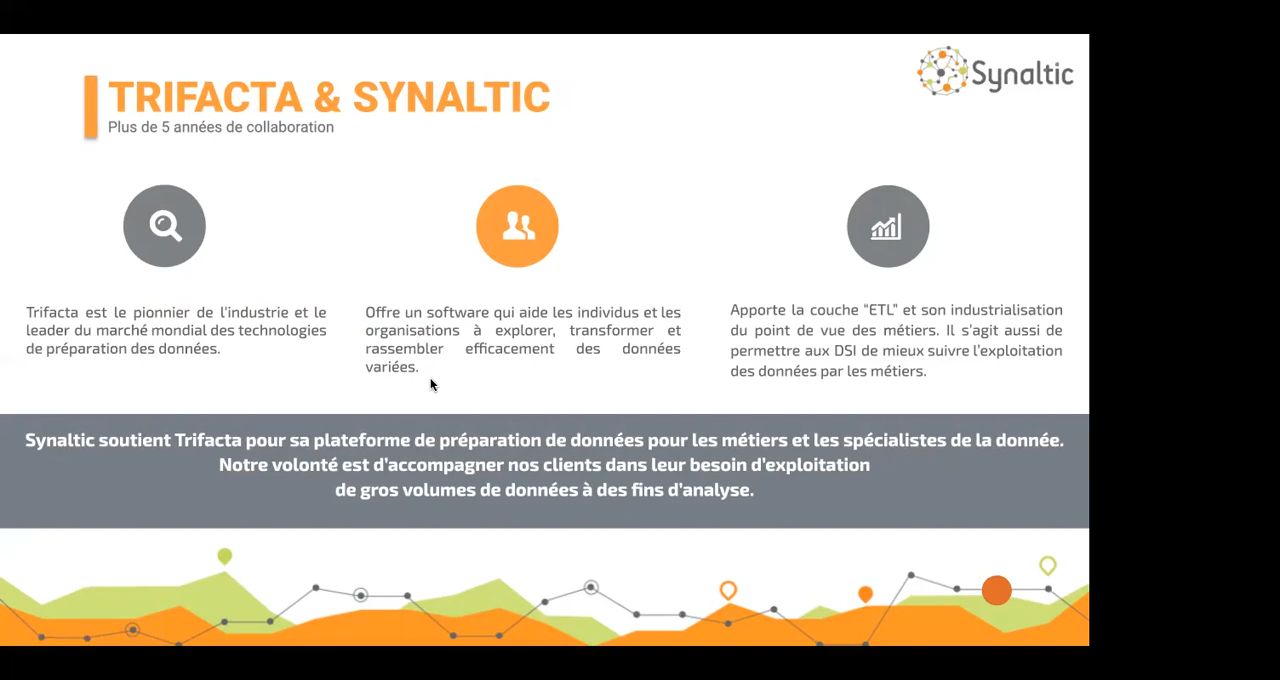 Synaltic
TRIFACTA & SYNALTIC
Plus de 5 années de collaboration
Trifacta est le pionnier de l'industrie et le
leader du marché mondial des technologies
de préparation des données.
Offre un software qui aide les individus et les
organisations à explorer, transformer et
rassembler efficacement des données
variées.
Apporte la couche “ETL” et son industrialisation
du point de vue des métiers. Il s’agit aussi de
permettre aux DSI de mieux suivre l’exploitation
des données par les métiers.
Synaltic soutient Trifacta pour sa plateforme de préparation de données pour les métiers et les spécialistes de la donnée.
Notre volonté est d’accompagner nos clients dans leur besoin d’exploitation
de gros volumes de données à des fins d’analyse.